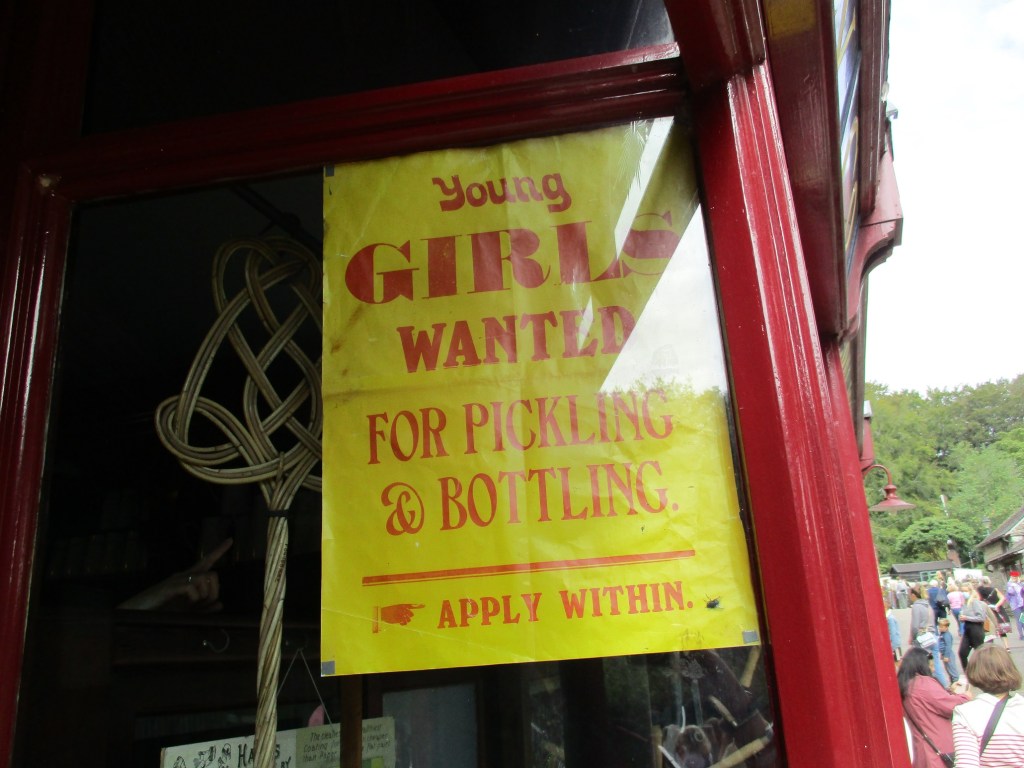 Young
GIRLS
WANTED
FOR PICKLING
& BOTTLING.
APPLY WITHIN.